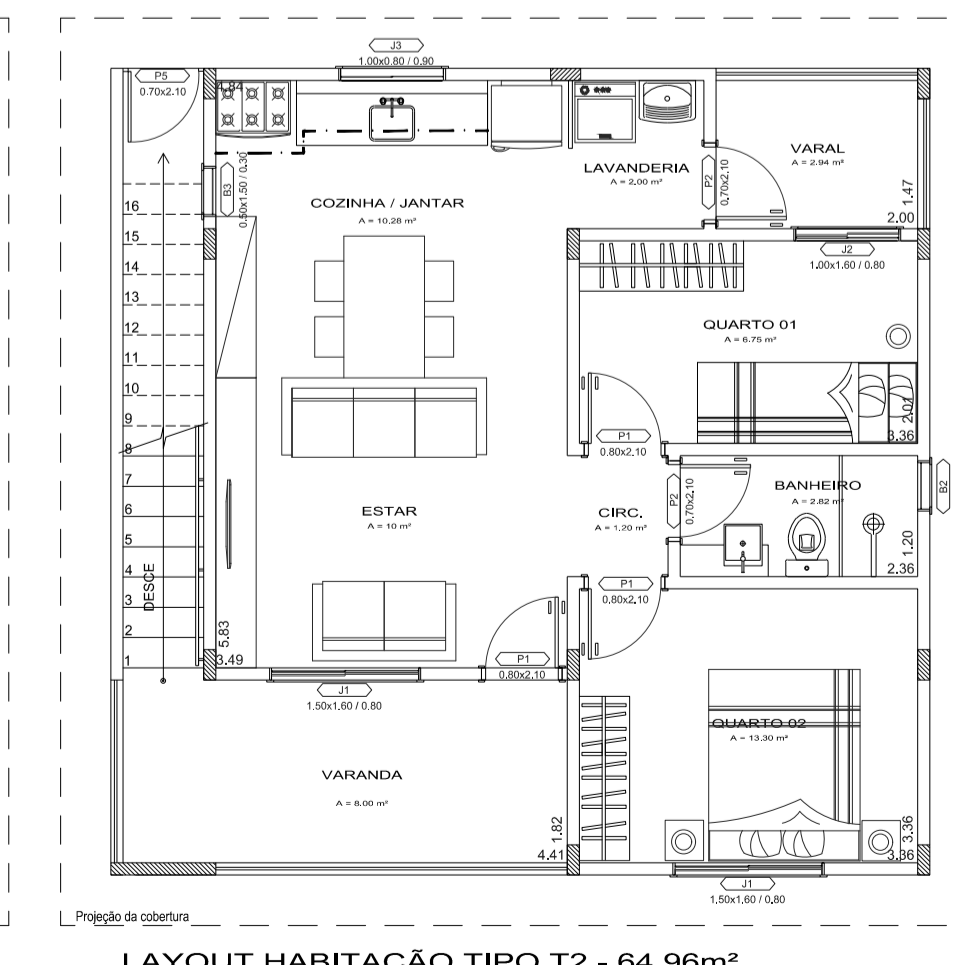 J3
1.00x0.80 / 0.90
P5
0.70x2.10
4.84
LAVANDERIA
A = 2.00 m²
P2
0.70x2.10
VARAL
A = 2.94 m²
1.47
2.00
B3
0.50x1.50 / 0.30
COZINHA / JANTAR
A = 10.28 m²
J2
1.00x1.60 / 0.80
16
15
14
13
12
11
10
9
8
7
6
5
4
3
2
1
DESCE
QUARTO 01
A = 6.75 m²
2.01
3.36
P1
0.80x2.10
P2
0.70x2.10
BANHEIRO
A = 2.82 m²
B2
1.20
2.36
ESTAR
A = 10 m²
CIRC.
A = 1.20 m²
P1
0.80x2.10
5.83
3.49
P1
0.80x2.10
J1
1.50x1.60 / 0.80
QUARTO 02
A = 13.30 m²
VARANDA
A = 8.00 m²
1.82
4.41
3.36
3.36
J1
1.50x1.60 / 0.80
Projeção da cobertura
LAYOUT HABITAÇÃO TIPO T2 - 64,96m²